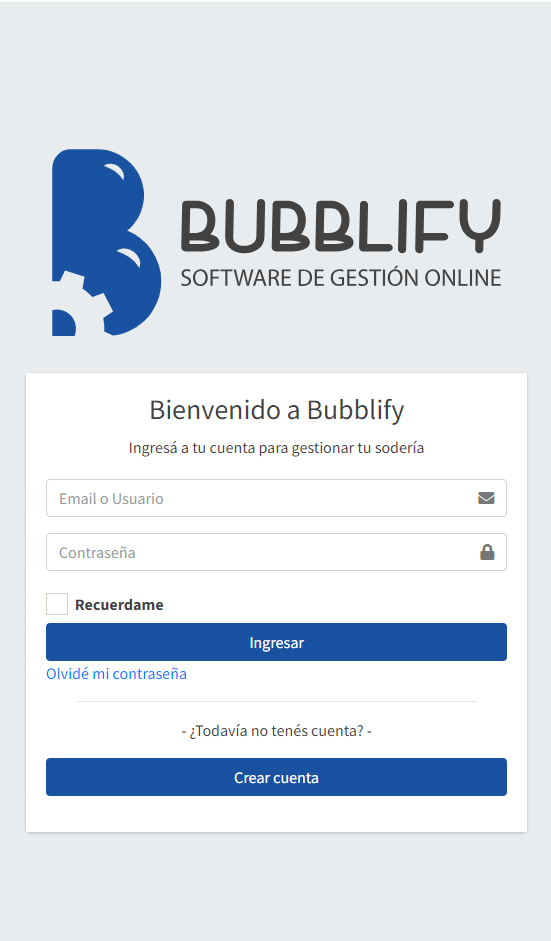 BUBBLIFY
SOFTWARE DE GESTIÓN ONLINE
Bienvenido a Bubblify
Ingresá a tu cuenta para gestionar tu sodería
Email o Usuario
Contraseña
Recuerdame
Ingresar
Olvidé mi contraseña
- ¿Todavía no tenés cuenta? -
Crear cuenta